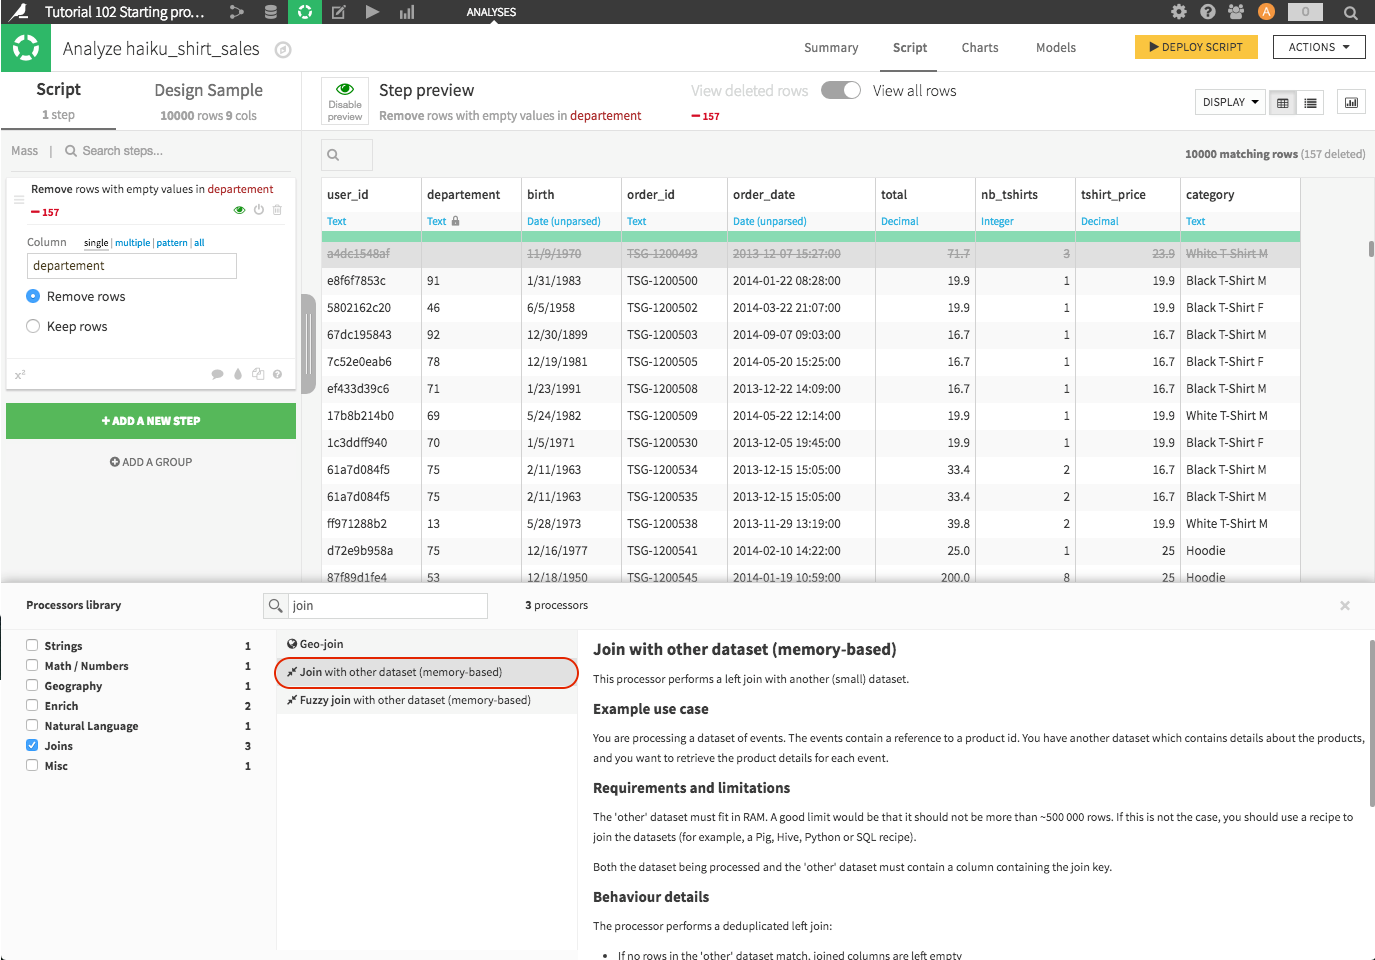 Tutorial 102 Starting pro... ANALYSES A 0
Analyze haiku_shirt_sales Summary Script Charts Models DEPLOY SCRIPT ACTIONS
Script Design Sample
1 step 10000 rows 9 cols
Disable preview
Step preview View deleted rows View all rows
Remove rows with empty values in departement 157
DISPLAY
Mass | Search steps...
10000 matching rows (157 deleted)
Remove rows with empty values in departement
157
Column single | multiple | pattern | all
departement
Remove rows
Keep rows
x²
+ ADD A NEW STEP
ADD A GROUP
user_id departement birth order_id order_date total nb_tshirts tshirt_price category
Text Text Date (unparsed) Text Date (unparsed) Decimal Integer Decimal Text
a4dc1548af 11/9/1970 TSG-1200493 2013-12-07 15:27:00 71.7 3 23.9 White T-Shirt M
e8f6f7853c 91 1/31/1983 TSG-1200500 2014-01-22 08:28:00 19.9 1 19.9 Black T-Shirt M
5802162c20 46 6/5/1958 TSG-1200502 2014-03-22 21:07:00 19.9 1 19.9 Black T-Shirt F
67dc195843 92 12/30/1899 TSG-1200503 2014-09-07 09:03:00 16.7 1 16.7 Black T-Shirt M
7c52e0eab6 78 12/19/1981 TSG-1200505 2014-05-20 15:25:00 16.7 1 16.7 Black T-Shirt F
ef433d39c6 71 1/23/1991 TSG-1200508 2013-12-22 14:09:00 16.7 1 16.7 Black T-Shirt M
17b8b214b0 69 5/24/1982 TSG-1200509 2014-05-22 12:14:00 19.9 1 19.9 White T-Shirt M
1c3ddff940 70 1/5/1971 TSG-1200530 2013-12-05 19:45:00 19.9 1 19.9 Black T-Shirt F
61a7d084f5 75 2/11/1963 TSG-1200534 2013-12-15 15:05:00 33.4 2 16.7 Black T-Shirt M
61a7d084f5 75 2/11/1963 TSG-1200535 2013-12-15 15:05:00 33.4 2 16.7 Black T-Shirt M
ff971288b2 13 5/28/1973 TSG-1200538 2013-11-29 13:19:00 39.8 2 19.9 White T-Shirt M
d72e9b958a 75 12/16/1977 TSG-1200541 2014-02-10 14:22:00 25.0 1 25 Hoodie
87f89d1fe4 53 12/18/1950 TSG-1200545 2014-01-19 10:59:00 200.0 8 25 Hoodie
Processors library join 3 processors
Strings 1
Math / Numbers 1
Geography 1
Enrich 2
Natural Language 1
Joins 3
Misc 1
Geo-join
Join with other dataset (memory-based)
Fuzzy join with other dataset (memory-based)
Join with other dataset (memory-based)
This processor performs a left join with another (small) dataset.
Example use case
You are processing a dataset of events. The events contain a reference to a product id. You have another dataset which contains details about the products,
and you want to retrieve the product details for each event.
Requirements and limitations
The 'other' dataset must fit in RAM. A good limit would be that it should not be more than ~500 000 rows. If this is not the case, you should use a recipe to
join the datasets (for example, a Pig, Hive, Python or SQL recipe).
Both the dataset being processed and the 'other' dataset must contain a column containing the join key.
Behaviour details
The processor performs a deduplicated left join:
• If no rows in the 'other' dataset match, joined columns are left empty